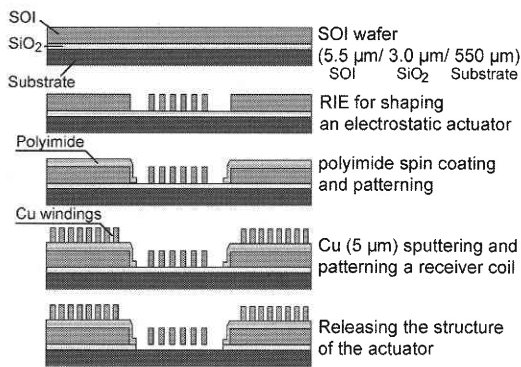 SOI
SiO2
Substrate
SOI wafer
(5.5 µm/ 3.0 µm/ 550 µm)
SOI SiO2 Substrate
RIE for shaping
an electrostatic actuator
Polyimide
polyimide spin coating
and patterning
Cu windings
Cu (5 µm) sputtering and
patterning a receiver coil
Releasing the structure
of the actuator